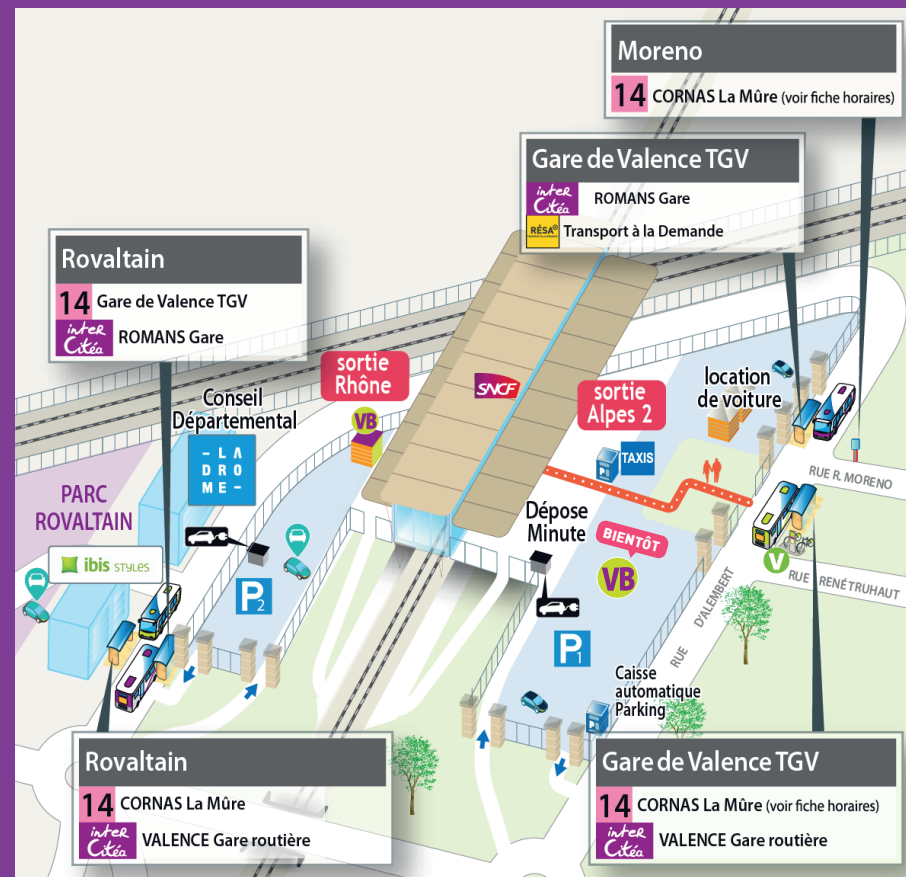 Moreno
14 CORNAS La Mûre (voir fiche horaires)
Gare de Valence TGV
inter Citéa ROMANS Gare
RÉSA Transport à la Demande
Rovaltain
14 Gare de Valence TGV
inter Citéa ROMANS Gare
sortie
Rhône
VB
SNCF
sortie
Alpes 2
location
de voiture
TAXIS
Conseil
Départemental
- LA
DRO
ME -
PARC
ROVALTAIN
ibis STYLES
P2
Dépose
Minute
BIENTÔT
VB
P1
RUE R. MORENO
V
RUE RENÉ TRUHAUT
RUE D'ALEMBERT
Caisse
automatique
Parking
Rovaltain
14 CORNAS La Mûre
inter Citéa VALENCE Gare routière
Gare de Valence TGV
14 CORNAS La Mûre (voir fiche horaires)
inter Citéa VALENCE Gare routière